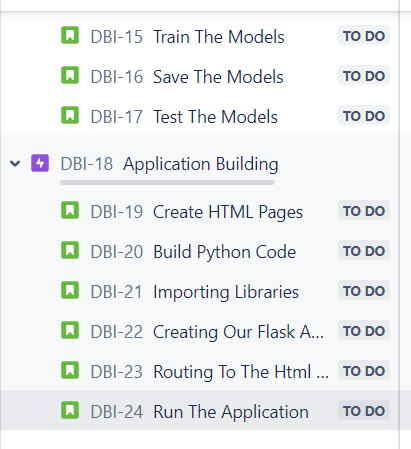 DBI-15 Train The Models TO DO
DBI-16 Save The Models TO DO
DBI-17 Test The Models TO DO
DBI-18 Application Building
DBI-19 Create HTML Pages TO DO
DBI-20 Build Python Code TO DO
DBI-21 Importing Libraries TO DO
DBI-22 Creating Our Flask A... TO DO
DBI-23 Routing To The Html ... TO DO
DBI-24 Run The Application TO DO